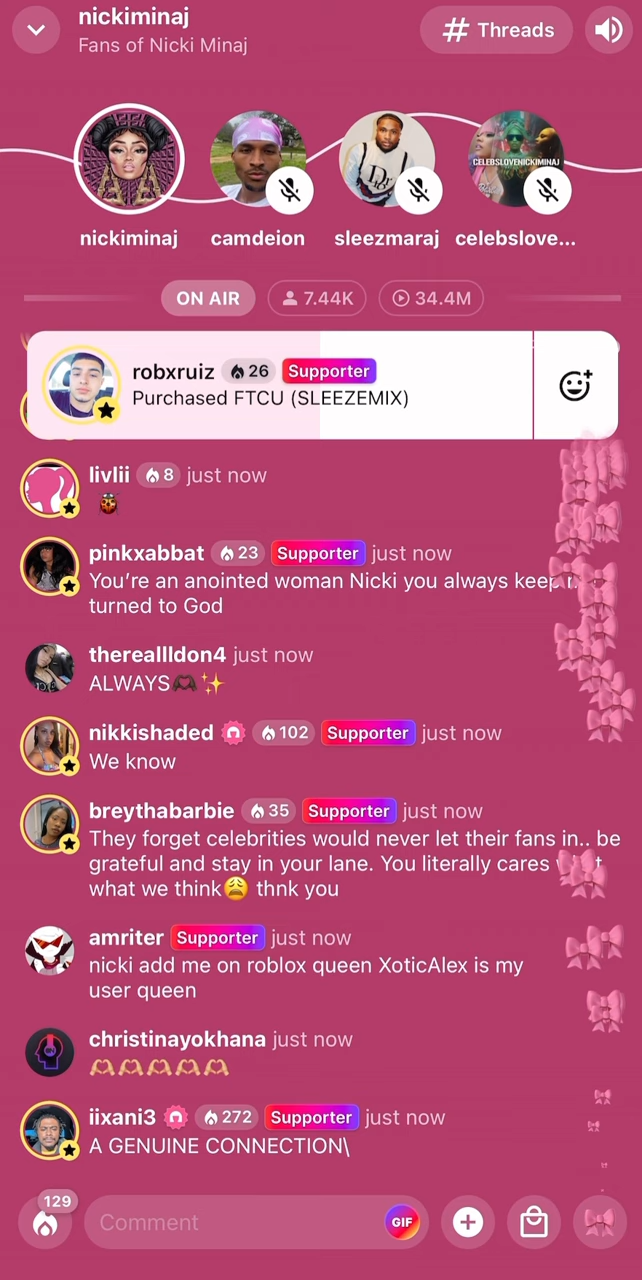 nickiminaj
Fans of Nicki Minaj
# Threads
CELEBSLOVENICKIMINAJ
nickiminaj
camdeion
sleezmaraj
celebslove...
ON AIR
7.44K
34.4M
robxruiz 26 Supporter
Purchased FTCU (SLEEZEMIX)
livlii 8 just now
🐞
pinkxabbat 23 Supporter just now
You’re an anointed woman Nicki you always keep
turned to God
thereallldon4 just now
ALWAYS🫶🏿✨
nikkishaded 102 Supporter just now
We know
breythabarbie 35 Supporter just now
They forget celebrities would never let their fans in.. be
grateful and stay in your lane. You literally cares
what we think😩 thnk you
amriter Supporter just now
nicki add me on roblox queen XoticAlex is my
user queen
christinayokhana just now
🫶🏼🫶🏼🫶🏼🫶🏼🫶🏼
iixani3 272 Supporter just now
A GENUINE CONNECTION\
129
Comment
GIF